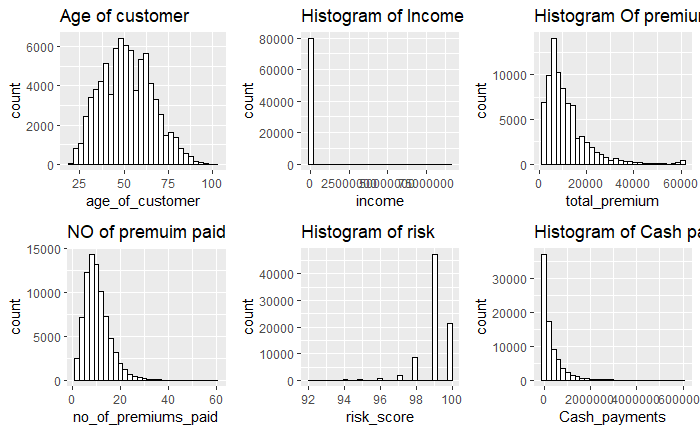 Age of customer
6000
4000
2000
0
count
25 50 75 100
age_of_customer
Histogram of Income
80000
60000
40000
20000
0
count
0
income
Histogram Of premiu
10000
5000
0
count
0 20000 40000 60000
total_premium
NO of premuim paid
15000
10000
5000
0
count
0 20 40 60
no_of_premiums_paid
Histogram of risk
40000
30000
20000
10000
0
count
92 94 96 98 100
risk_score
Histogram of Cash pa
30000
20000
10000
0
count
0
Cash_payments